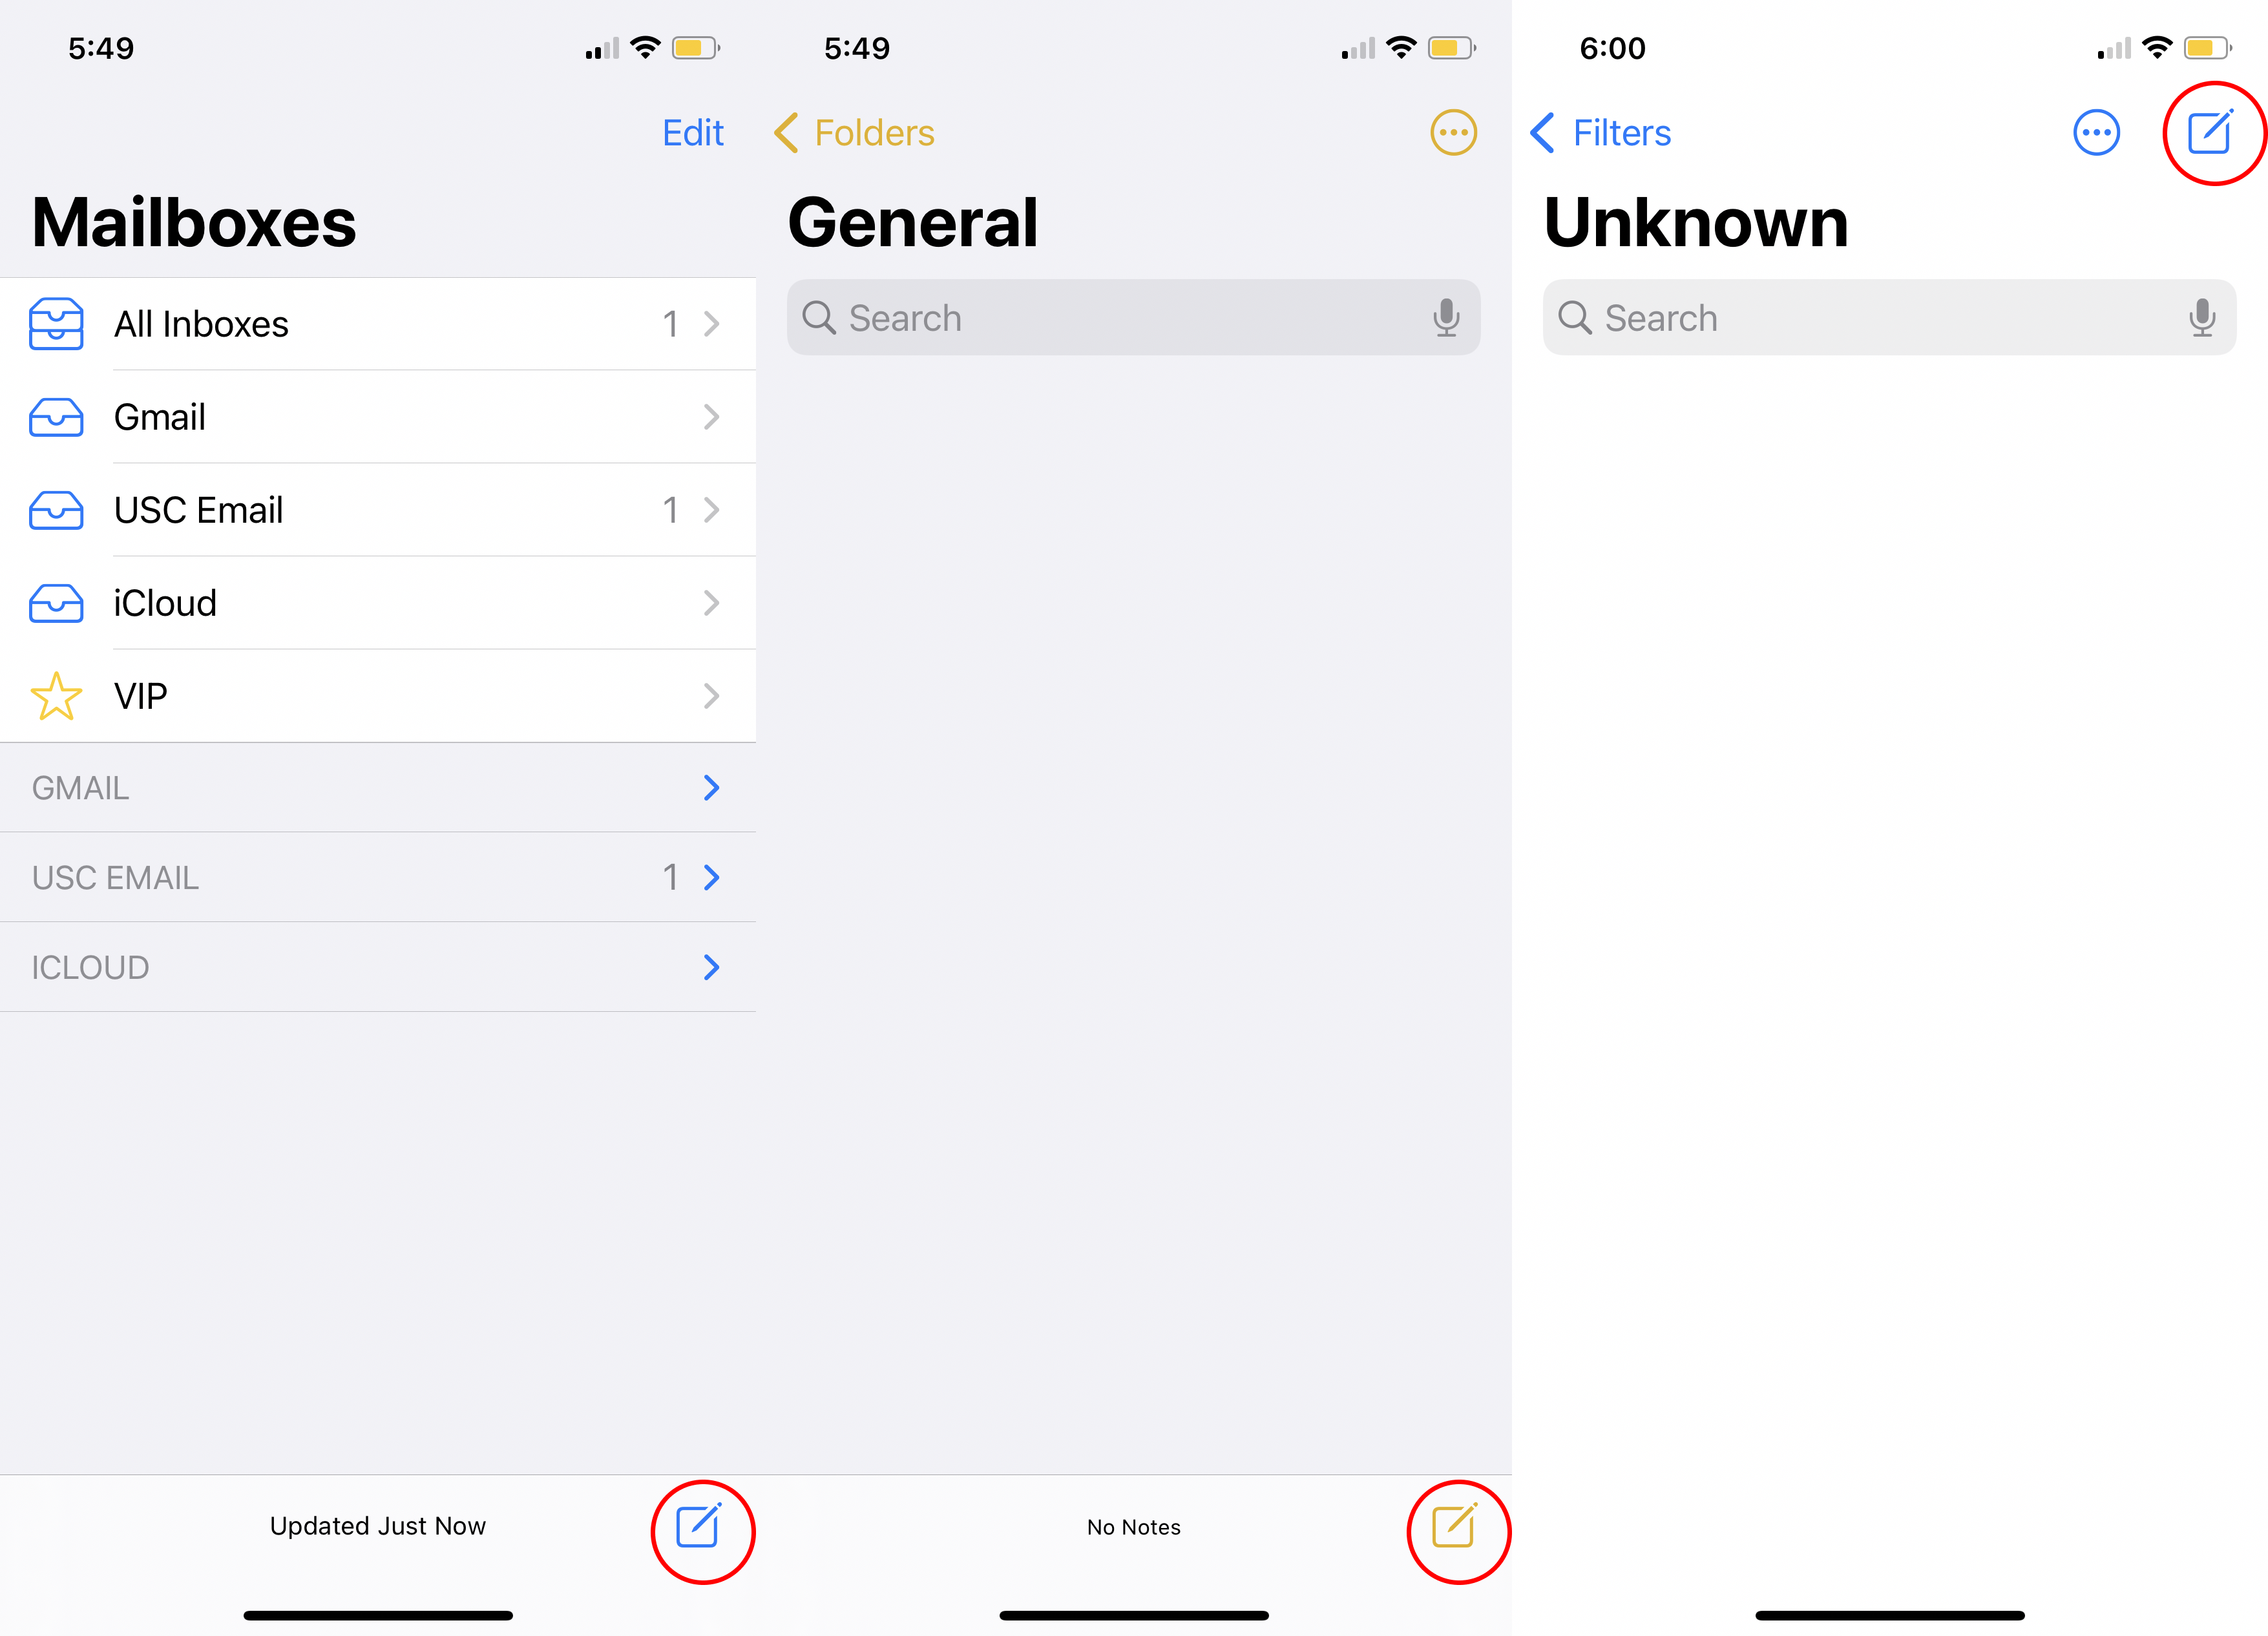 5:49
Edit
Mailboxes
All Inboxes 1
Gmail
USC Email 1
iCloud
VIP
GMAIL
USC EMAIL 1
ICLOUD
Updated Just Now
5:49
Folders
General
Search
No Notes
6:00
Filters
Unknown
Search